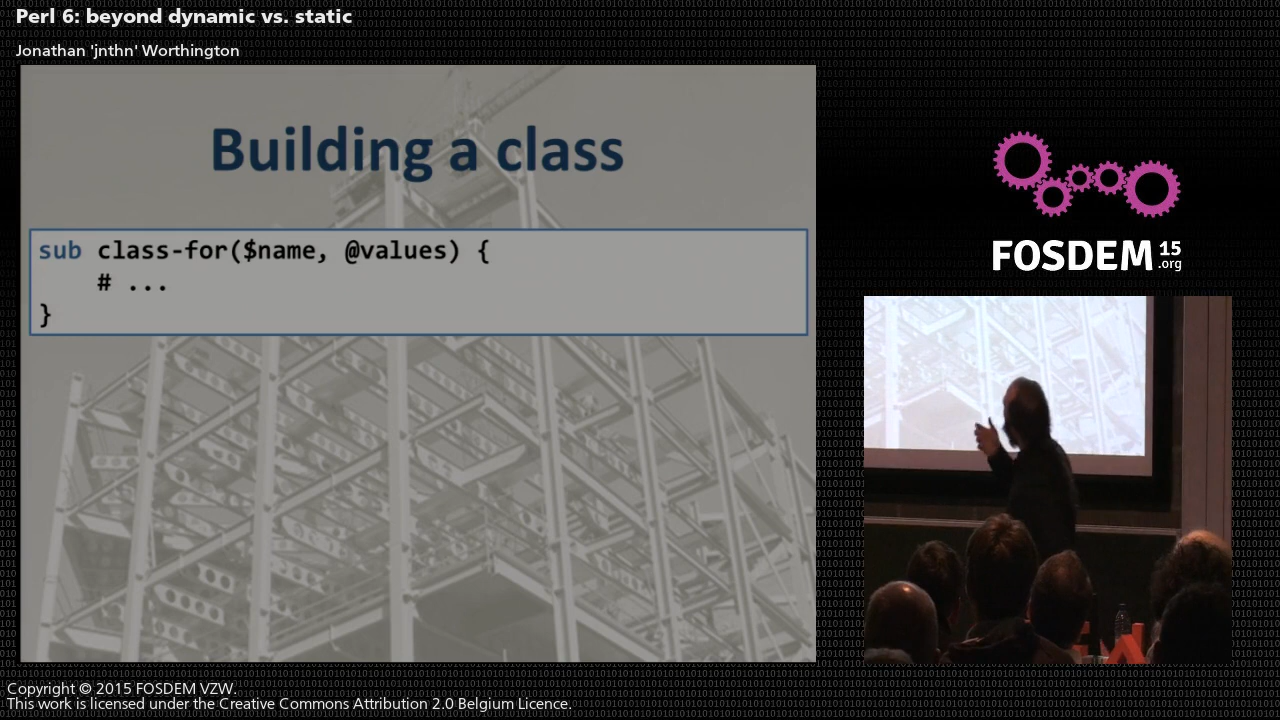 Perl 6: beyond dynamic vs. static
Jonathan 'jnthn' Worthington
Building a class
sub class-for($name, @values) {
    # ...
}
FOSDEM 15
.org
Copyright © 2015 FOSDEM VZW.
This work is licensed under the Creative Commons Attribution 2.0 Belgium Licence.